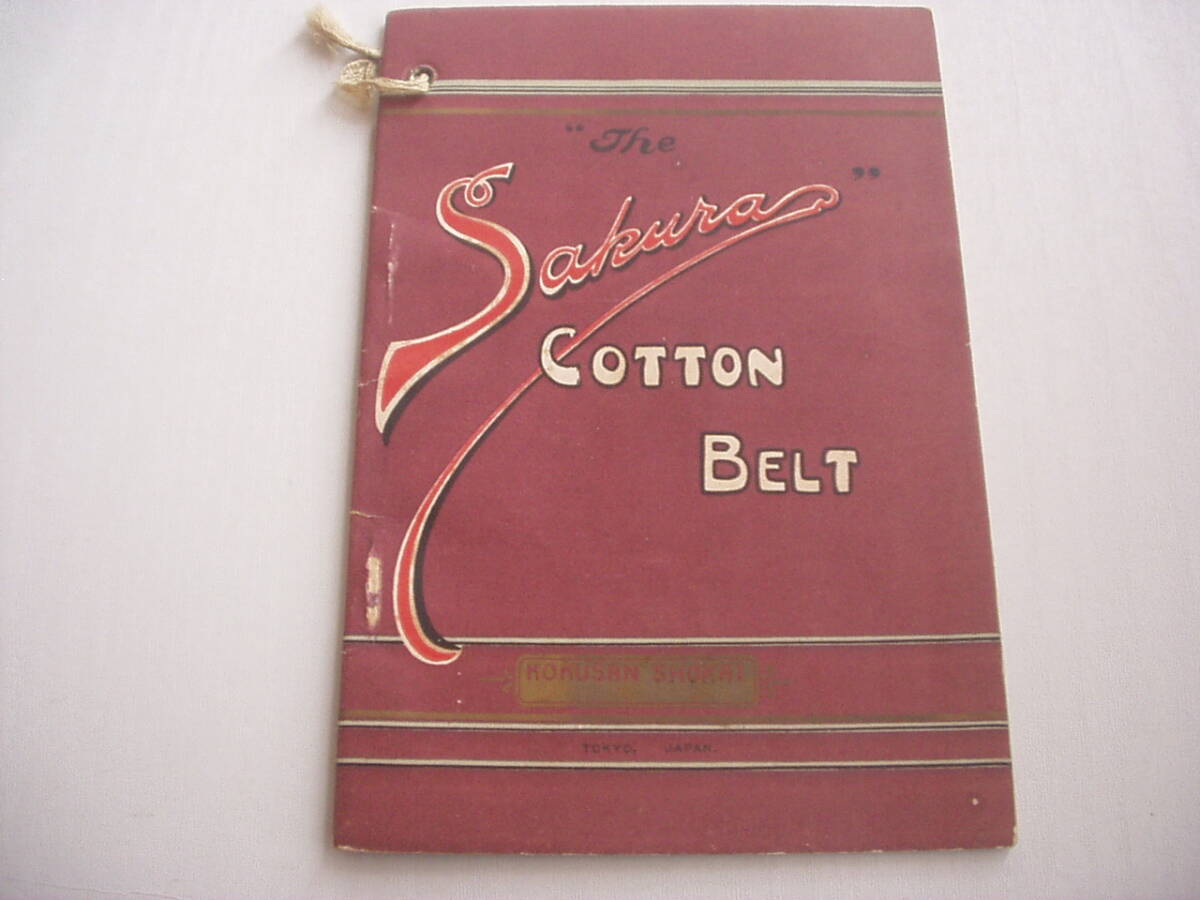 "The
Sakura"
COTTON
BELT
KOKUSAN SHOKAI
TOKYO, JAPAN.